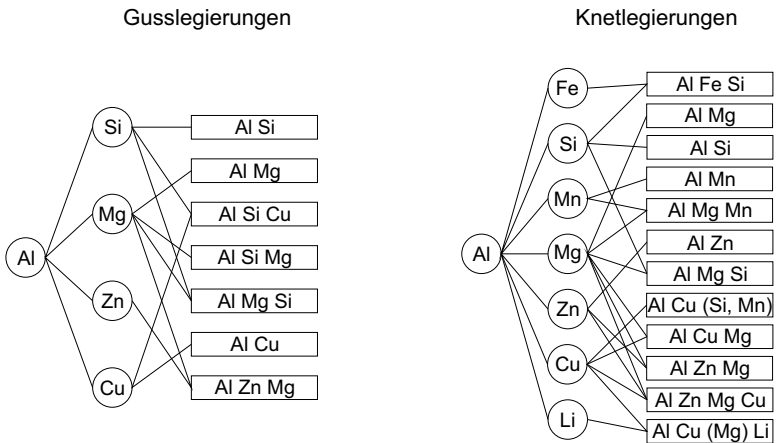 Gusslegierungen
Al
Si
Mg
Zn
Cu
Al Si
Al Mg
Al Si Cu
Al Si Mg
Al Mg Si
Al Cu
Al Zn Mg
Knetlegierungen
Al
Fe
Si
Mn
Mg
Zn
Cu
Li
Al Fe Si
Al Mg
Al Si
Al Mn
Al Mg Mn
Al Zn
Al Mg Si
Al Cu (Si, Mn)
Al Cu Mg
Al Zn Mg
Al Zn Mg Cu
Al Cu (Mg) Li